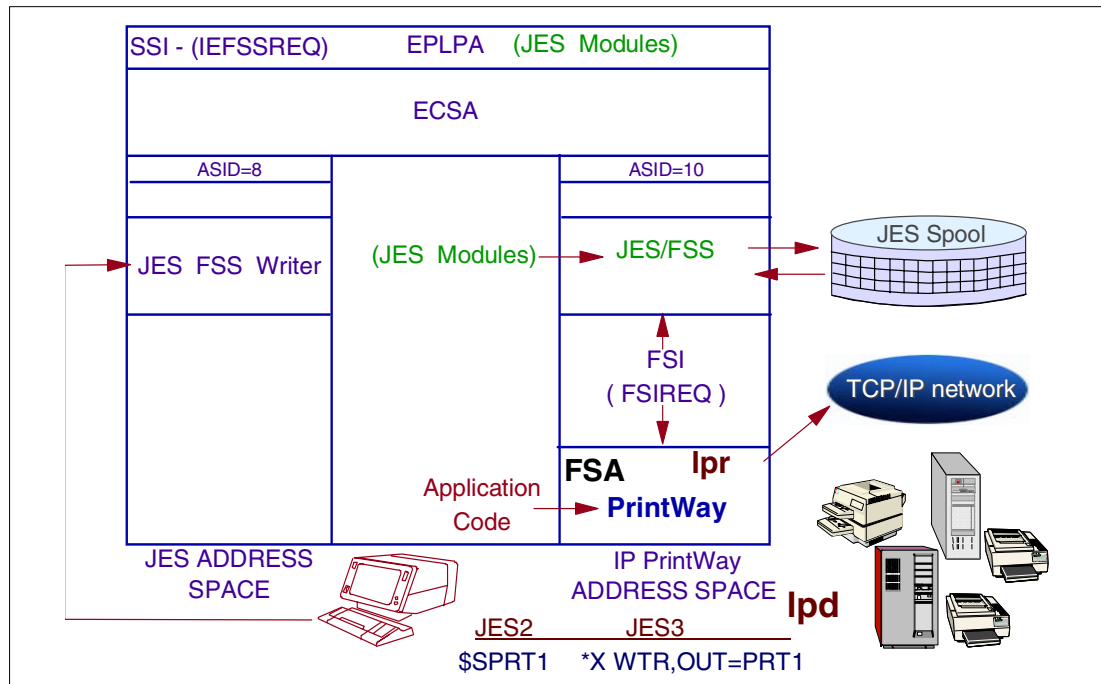 SSI - (IEFSSREQ) EPLPA (JES Modules)
ECSA
ASID=8
ASID=10
JES FSS Writer
(JES Modules)
JES/FSS
JES Spool
FSI
( FSIREQ )
TCP/IP network
FSA
lpr
Application
Code
PrintWay
JES ADDRESS
SPACE
IP PrintWay
ADDRESS SPACE
lpd
JES2 JES3
$SPRT1 *X WTR,OUT=PRT1